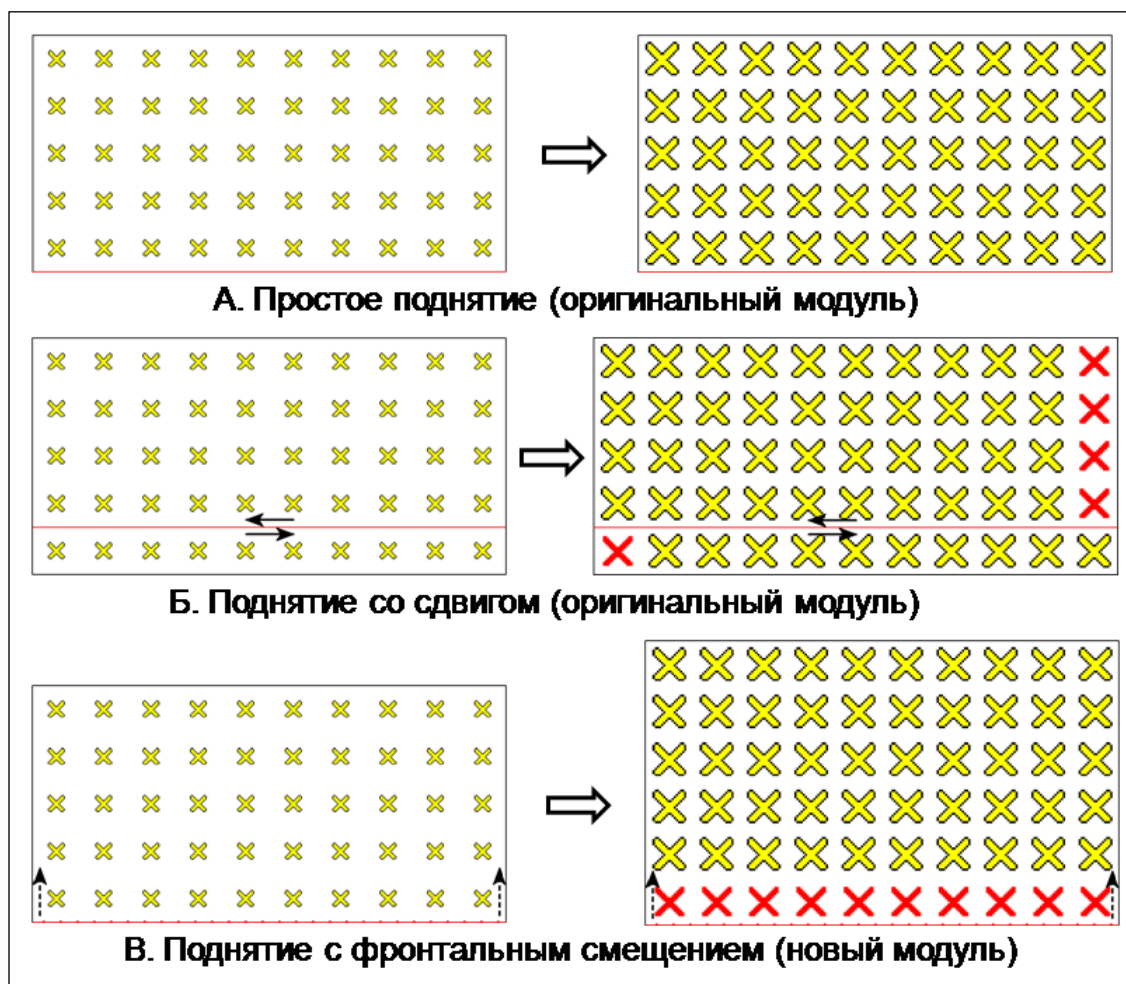 А. Простое поднятие (оригинальный модуль)
Б. Поднятие со сдвигом (оригинальный модуль)
В. Поднятие с фронтальным смещением (новый модуль)